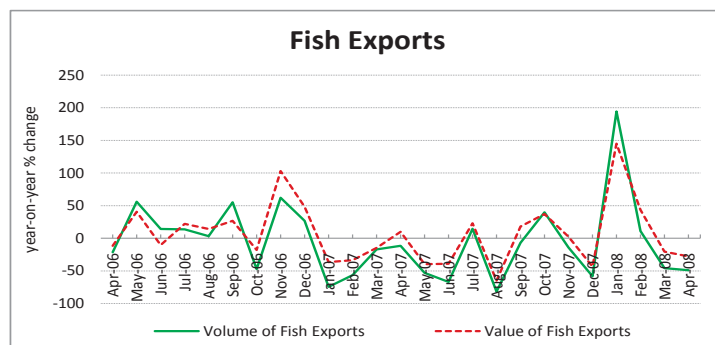 Fish Exports
year-on-year % change
250
200
150
100
50
0
-50
-100
Apr-06
May-06
Jun-06
Jul-06
Aug-06
Sep-06
Oct-06
Nov-06
Dec-06
Jan-07
Feb-07
Mar-07
Apr-07
May-07
Jun-07
Jul-07
Aug-07
Sep-07
Oct-07
Nov-07
Dec-07
Jan-08
Feb-08
Mar-08
Apr-08
Volume of Fish Exports
Value of Fish Exports